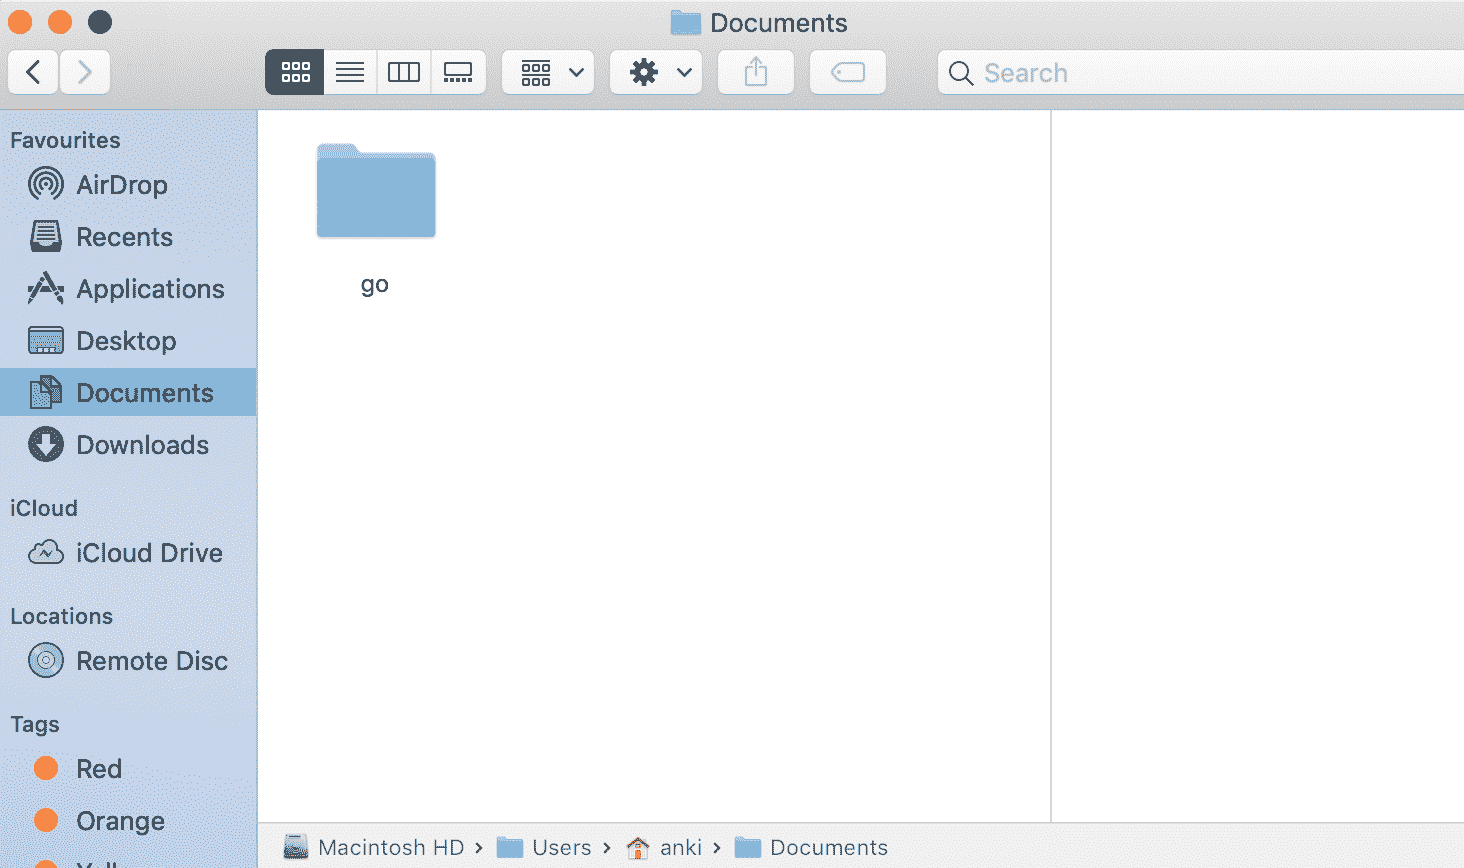 Documents
Search
Favourites
AirDrop
Recents
Applications
Desktop
Documents
Downloads
iCloud
iCloud Drive
Locations
Remote Disc
Tags
Red
Orange
go
Macintosh HD › Users › anki › Documents